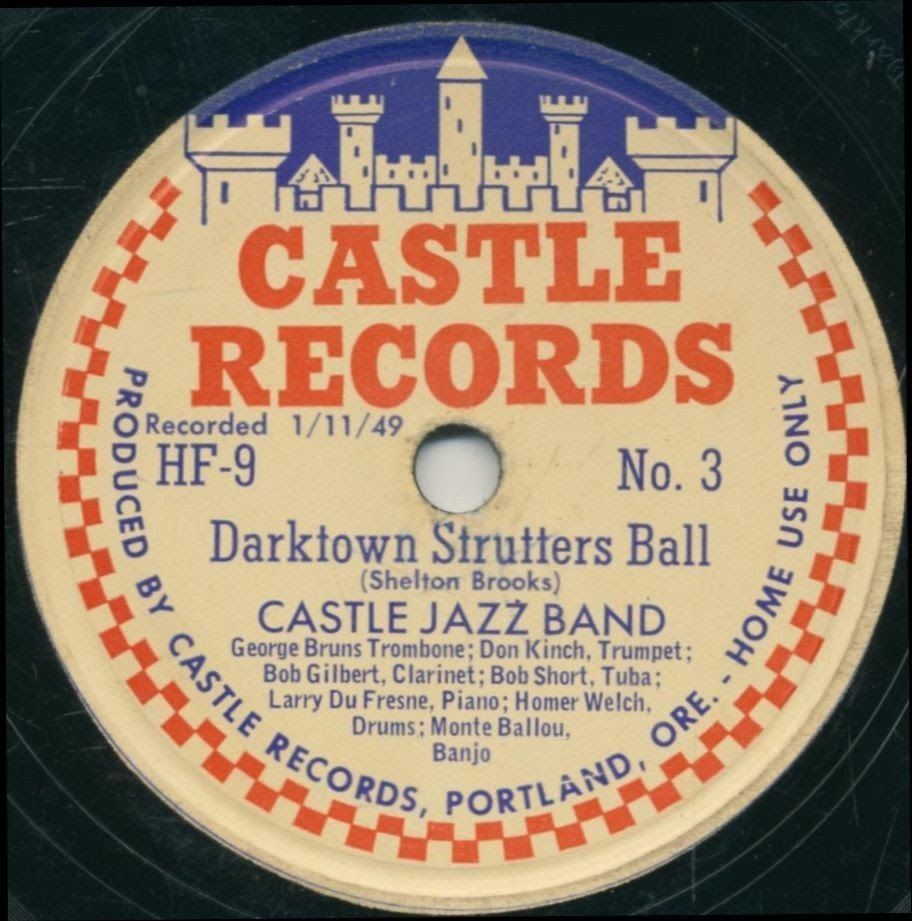 CASTLE
RECORDS
Recorded 1/11/49
HF-9
No. 3
Darktown Strutters Ball
(Shelton Brooks)
CASTLE JAZZ BAND
George Bruns Trombone; Don Kinch, Trumpet;
Bob Gilbert, Clarinet; Bob Short, Tuba;
Larry Du Fresne, Piano; Homer Welch,
Drums; Monte Ballou,
Banjo
PRODUCED BY CASTLE RECORDS, PORTLAND, ORE. - HOME USE ONLY